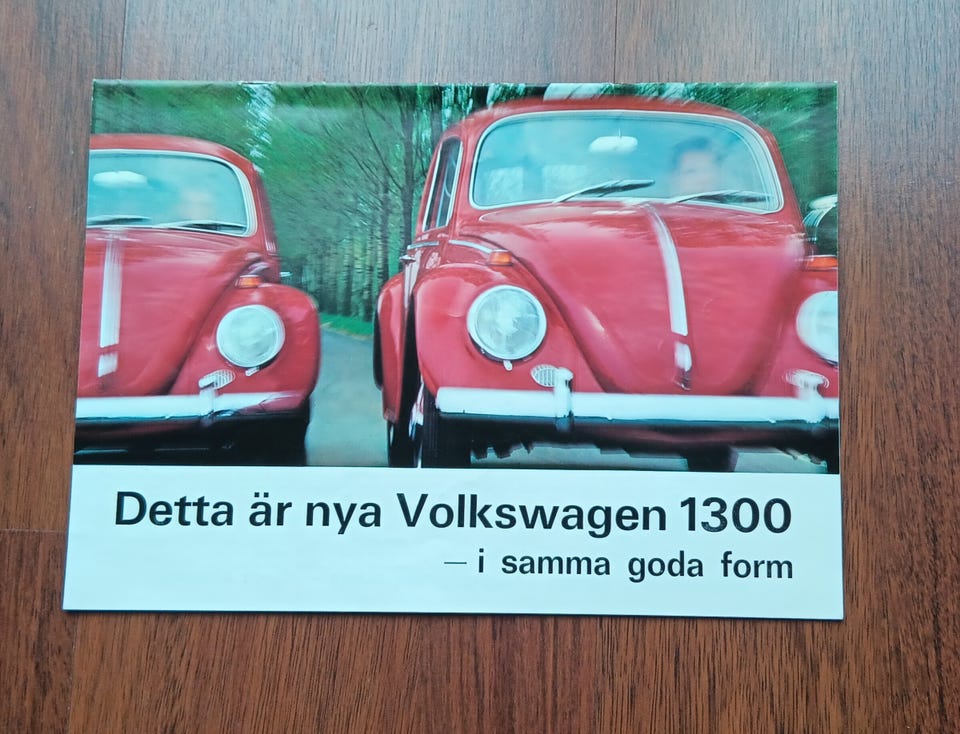 Detta är nya Volkswagen 1300
– i samma goda form